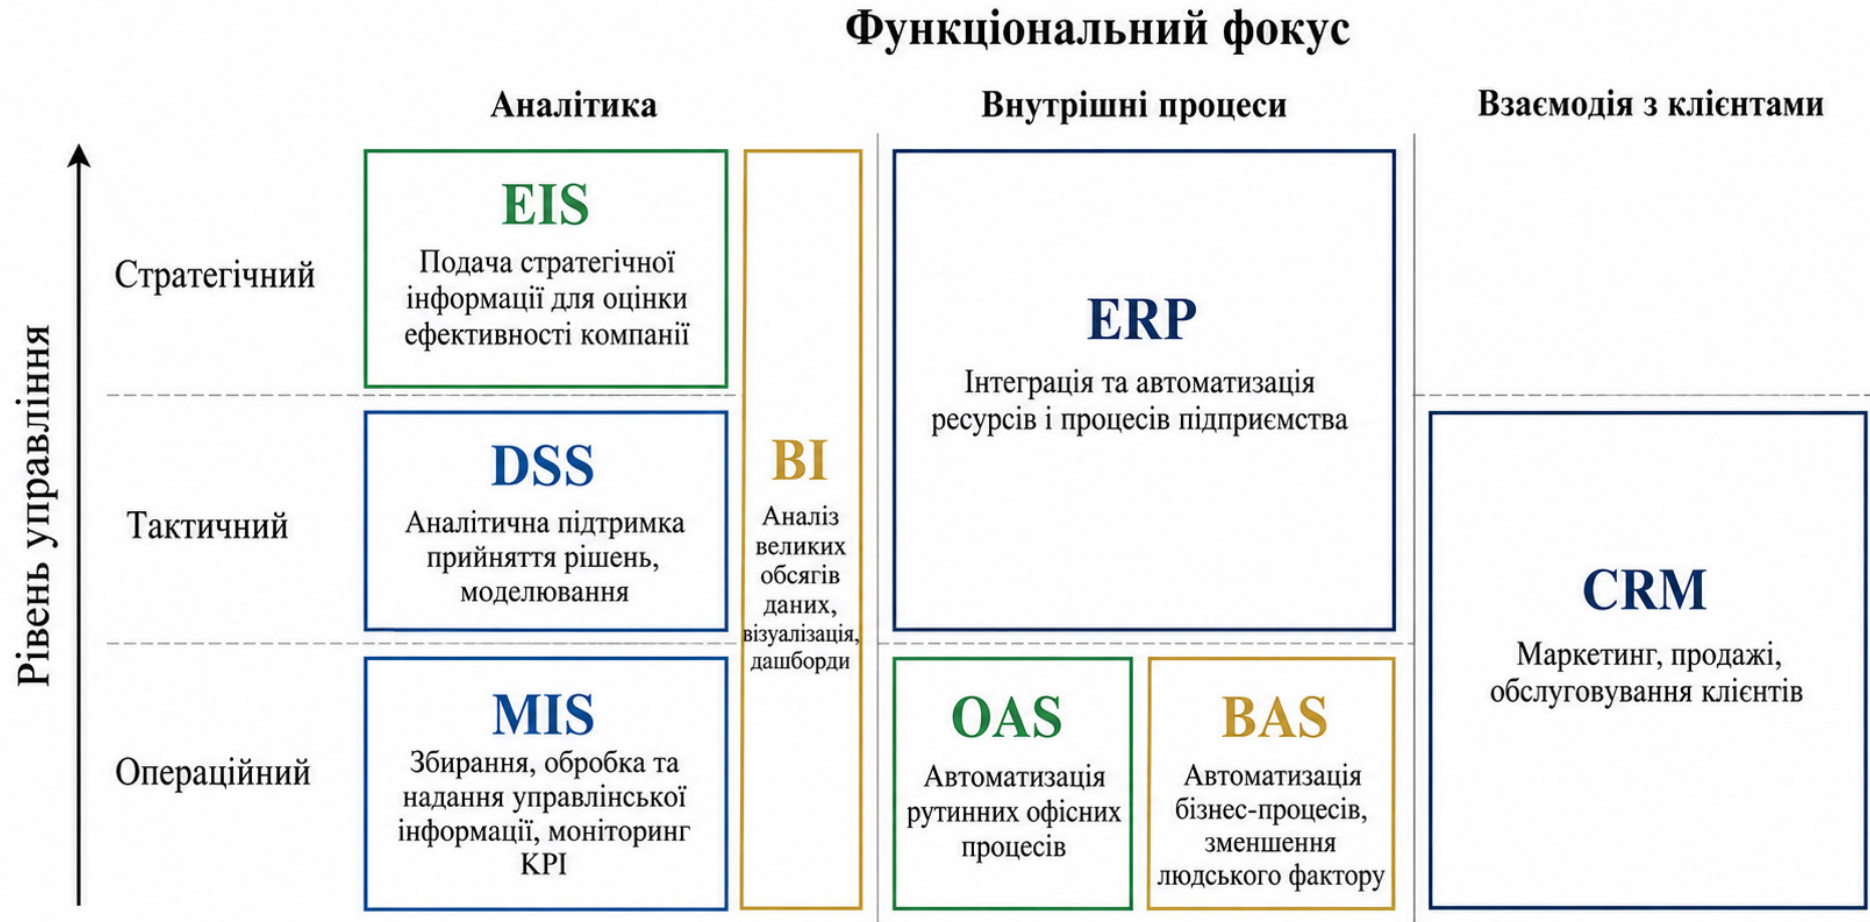 Функціональний фокус
Аналітика
Внутрішні процеси
Взаємодія з клієнтами
Рівень управління
Стратегічний
EIS
Подача стратегічної
інформації для оцінки
ефективності компанії
Тактичний
DSS
Аналітична підтримка
прийняття рішень,
моделювання
Операційний
MIS
Збирання, обробка та
надання управлінської
інформації, моніторинг
KPI
BI
Аналіз
великих
обсягів
даних,
візуалізація,
дашборди
ERP
Інтеграція та автоматизація
ресурсів і процесів підприємства
OAS
Автоматизація
рутинних офісних
процесів
BAS
Автоматизація
бізнес-процесів,
зменшення
людського фактору
CRM
Маркетинг, продажі,
обслуговування клієнтів